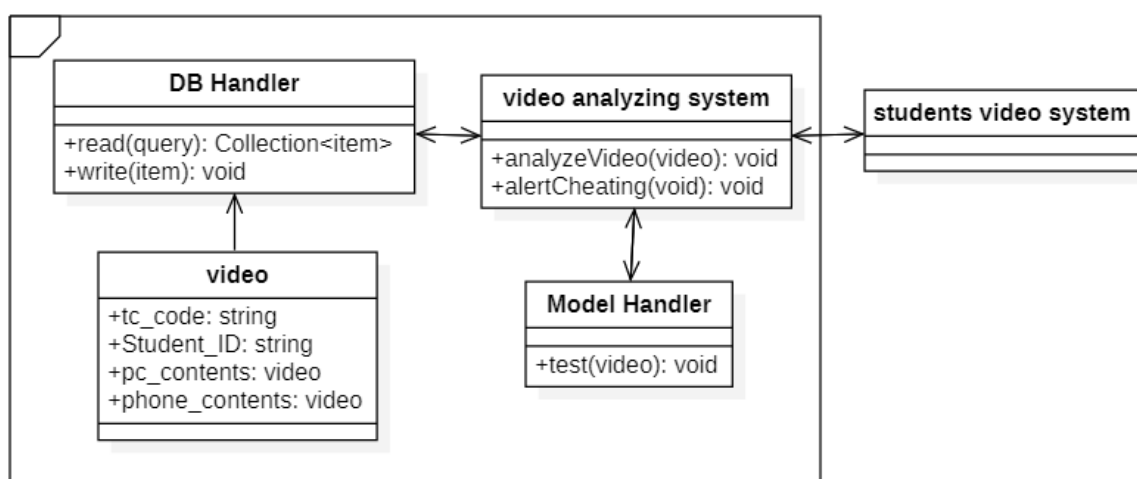 DB Handler
+read(query): Collection<item>
+write(item): void
video analyzing system
+analyzeVideo(video): void
+alertCheating(void): void
students video system
video
+tc_code: string
+Student_ID: string
+pc_contents: video
+phone_contents: video
Model Handler
+test(video): void